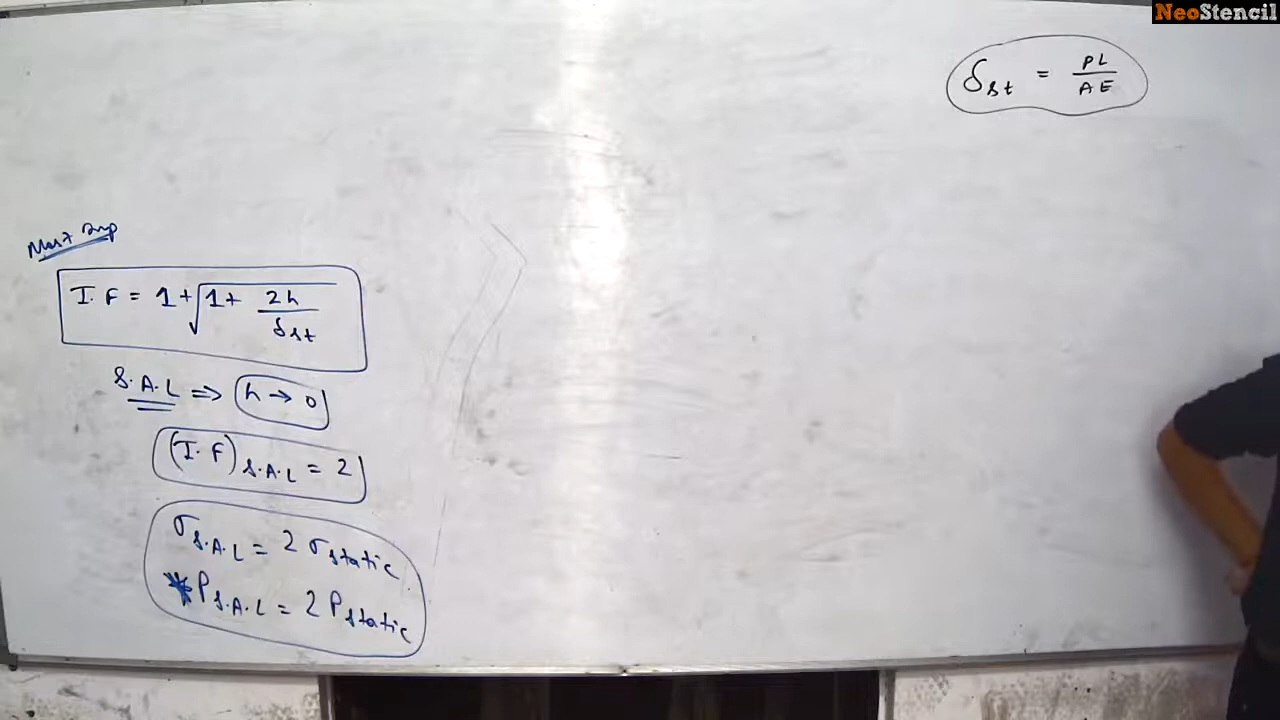 NeoStencil
δst = PL/AE
Most Imp
I.F = 1+√(1+ 2h/δst)
S.A.L ⇒ h → 0
(I.F)S.A.L = 2
σS.A.L = 2 σstatic
*PS.A.L = 2 Pstatic